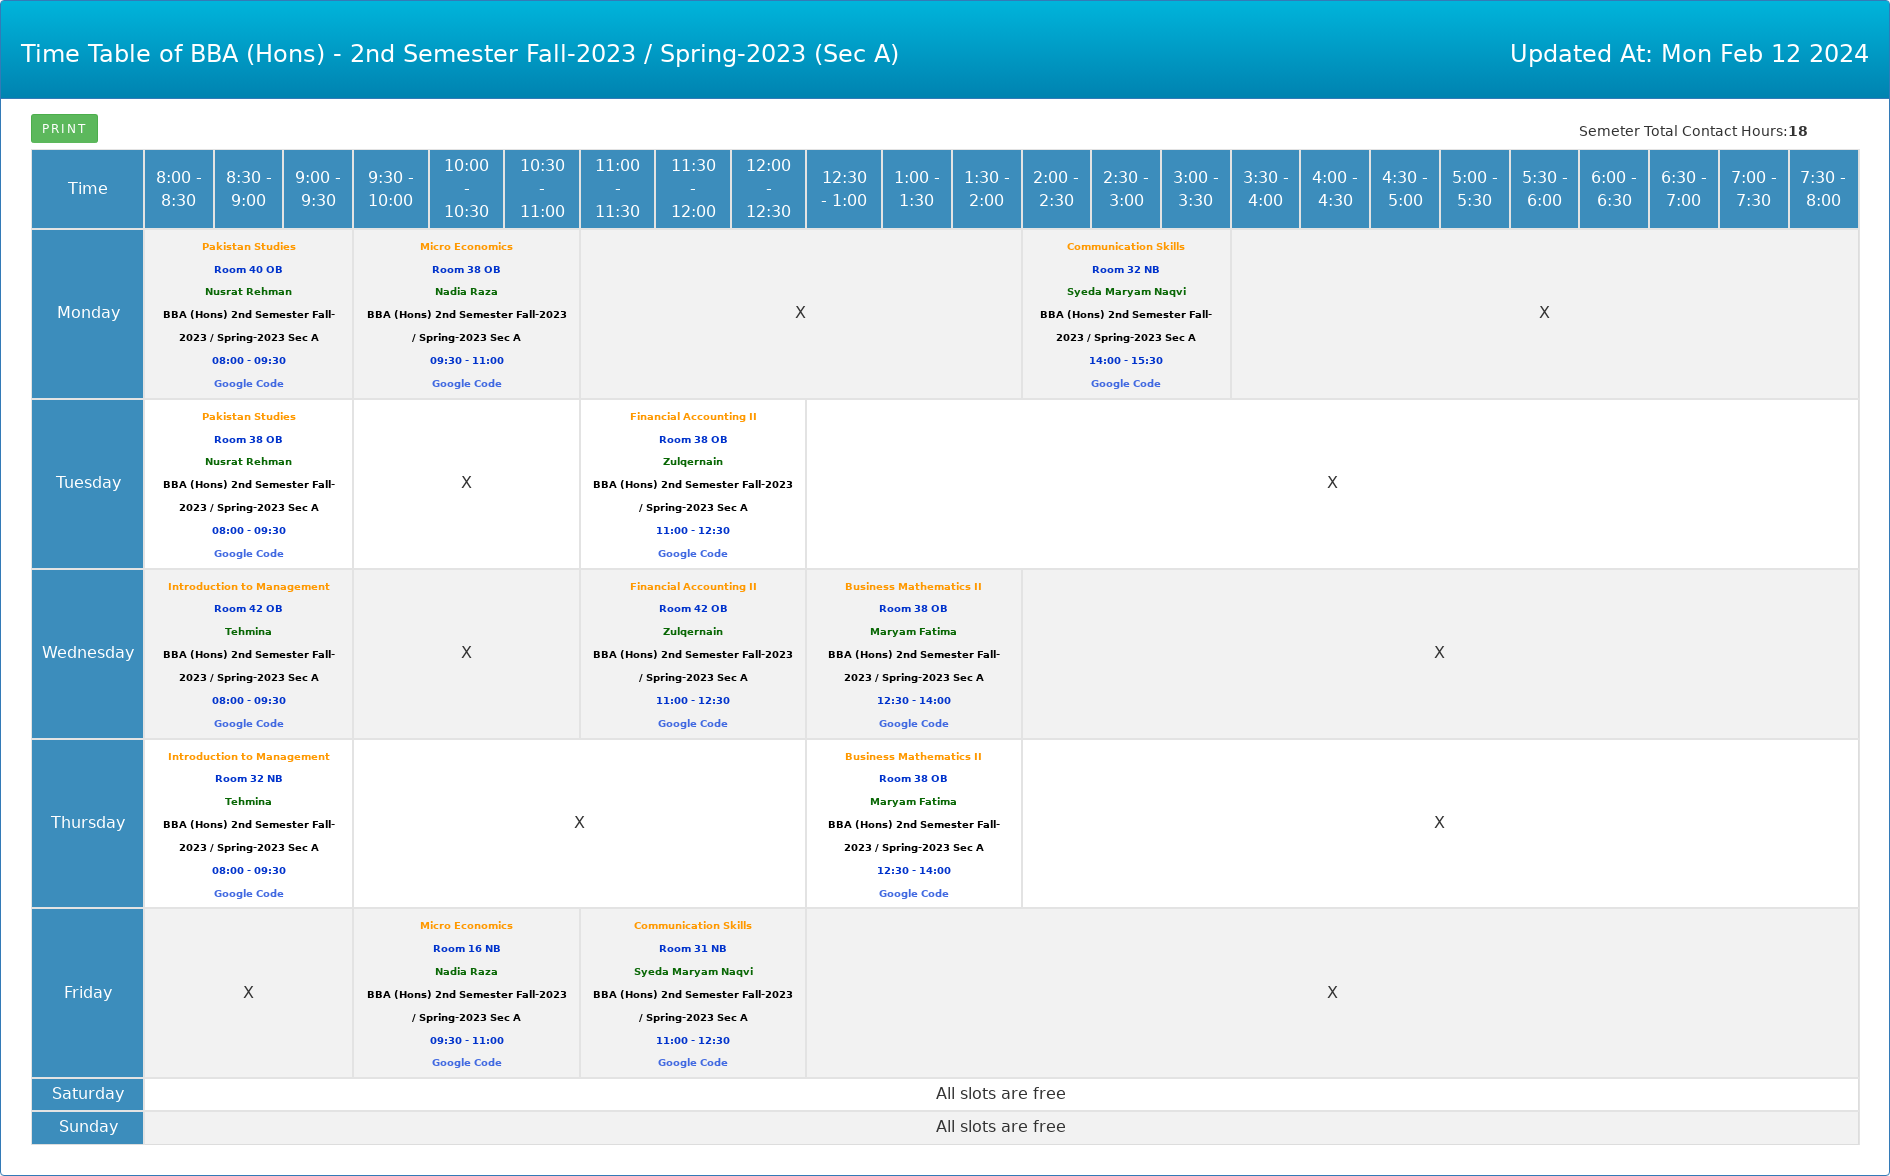 Time Table of BBA (Hons) - 2nd Semester Fall-2023 / Spring-2023 (Sec A)
Updated At: Mon Feb 12 2024
PRINT
Semeter Total Contact Hours:18
Time
8:00 - 8:30
8:30 - 9:00
9:00 - 9:30
9:30 - 10:00
10:00 - 10:30
10:30 - 11:00
11:00 - 11:30
11:30 - 12:00
12:00 - 12:30
12:30 - 1:00
1:00 - 1:30
1:30 - 2:00
2:00 - 2:30
2:30 - 3:00
3:00 - 3:30
3:30 - 4:00
4:00 - 4:30
4:30 - 5:00
5:00 - 5:30
5:30 - 6:00
6:00 - 6:30
6:30 - 7:00
7:00 - 7:30
7:30 - 8:00
Monday
Pakistan Studies
Room 40 OB
Nusrat Rehman
BBA (Hons) 2nd Semester Fall-
2023 / Spring-2023 Sec A
08:00 - 09:30
Google Code
Micro Economics
Room 38 OB
Nadia Raza
BBA (Hons) 2nd Semester Fall-2023
/ Spring-2023 Sec A
09:30 - 11:00
Google Code
X
Communication Skills
Room 32 NB
Syeda Maryam Naqvi
BBA (Hons) 2nd Semester Fall-
2023 / Spring-2023 Sec A
14:00 - 15:30
Google Code
X
Tuesday
Pakistan Studies
Room 38 OB
Nusrat Rehman
BBA (Hons) 2nd Semester Fall-
2023 / Spring-2023 Sec A
08:00 - 09:30
Google Code
X
Financial Accounting II
Room 38 OB
Zulqernain
BBA (Hons) 2nd Semester Fall-2023
/ Spring-2023 Sec A
11:00 - 12:30
Google Code
X
Wednesday
Introduction to Management
Room 42 OB
Tehmina
BBA (Hons) 2nd Semester Fall-
2023 / Spring-2023 Sec A
08:00 - 09:30
Google Code
X
Financial Accounting II
Room 42 OB
Zulqernain
BBA (Hons) 2nd Semester Fall-2023
/ Spring-2023 Sec A
11:00 - 12:30
Google Code
Business Mathematics II
Room 38 OB
Maryam Fatima
BBA (Hons) 2nd Semester Fall-
2023 / Spring-2023 Sec A
12:30 - 14:00
Google Code
X
Thursday
Introduction to Management
Room 32 NB
Tehmina
BBA (Hons) 2nd Semester Fall-
2023 / Spring-2023 Sec A
08:00 - 09:30
Google Code
X
Business Mathematics II
Room 38 OB
Maryam Fatima
BBA (Hons) 2nd Semester Fall-
2023 / Spring-2023 Sec A
12:30 - 14:00
Google Code
X
Friday
X
Micro Economics
Room 16 NB
Nadia Raza
BBA (Hons) 2nd Semester Fall-2023
/ Spring-2023 Sec A
09:30 - 11:00
Google Code
Communication Skills
Room 31 NB
Syeda Maryam Naqvi
BBA (Hons) 2nd Semester Fall-2023
/ Spring-2023 Sec A
11:00 - 12:30
Google Code
X
Saturday
All slots are free
Sunday
All slots are free